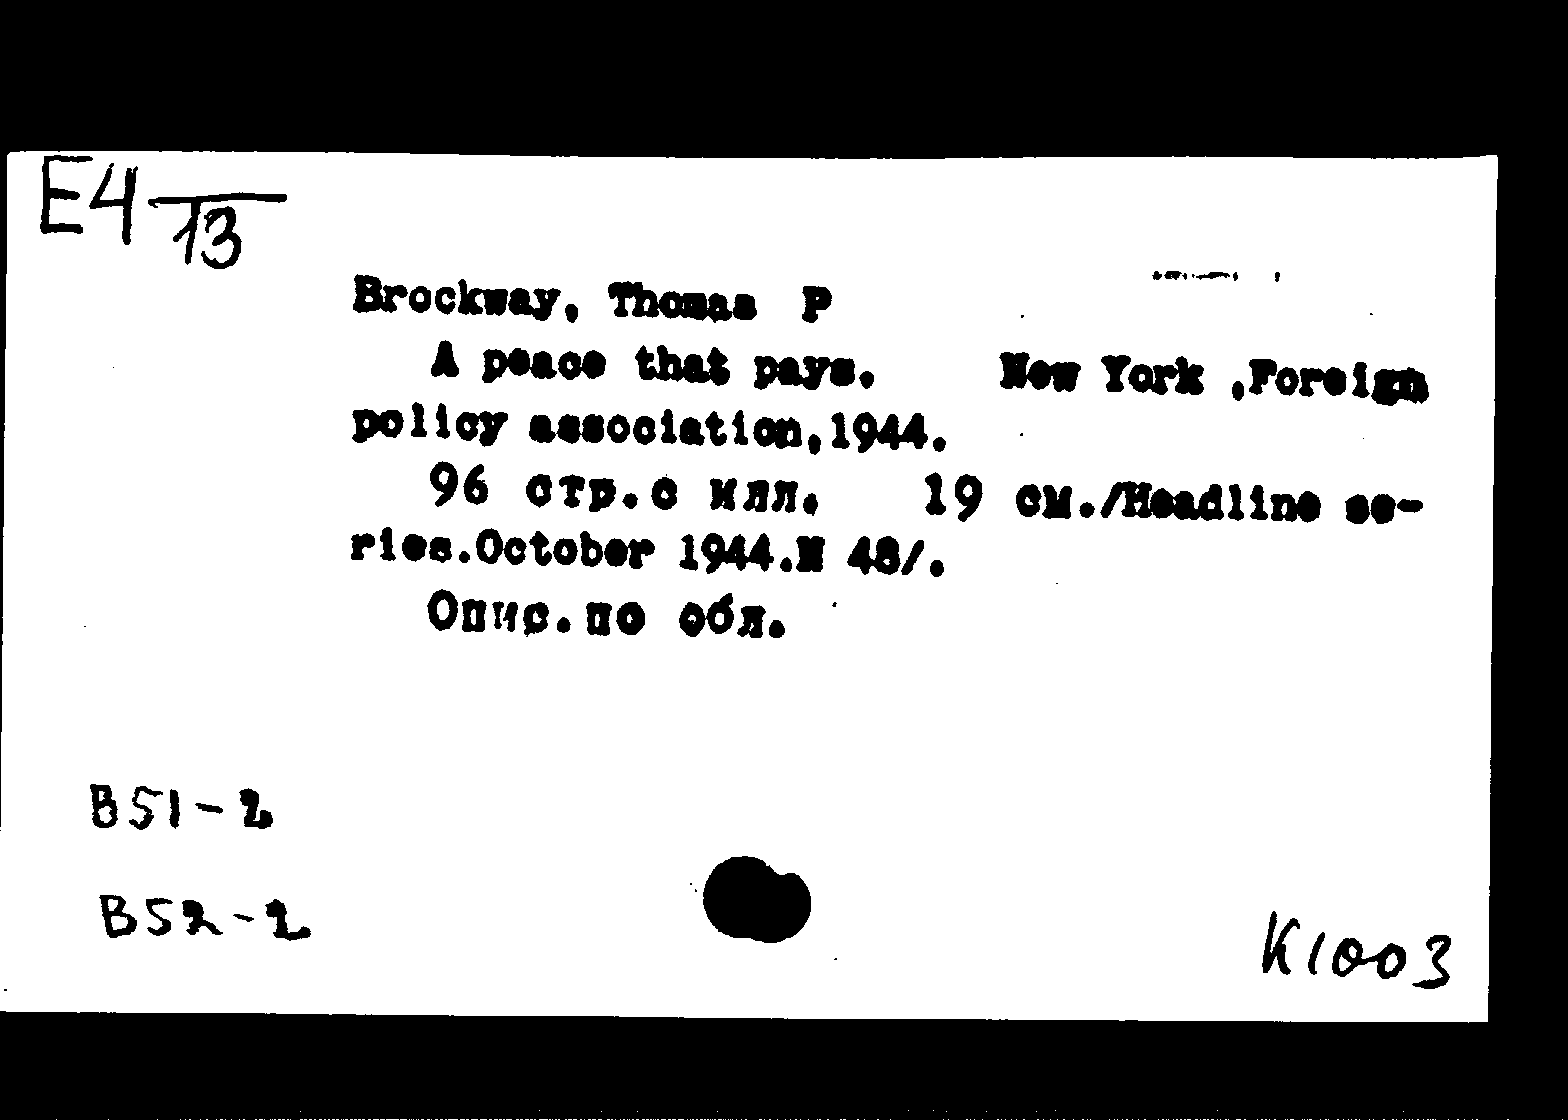 E4 13
Brockway, Thomas P
A peace that pays. New York ,Foreign
policy association,1944.
96 стр.с илл. 19 см./Headline se-
ries.October 1944.N 48/.
Опис.по обл.
B51-2
B52-2
K1003